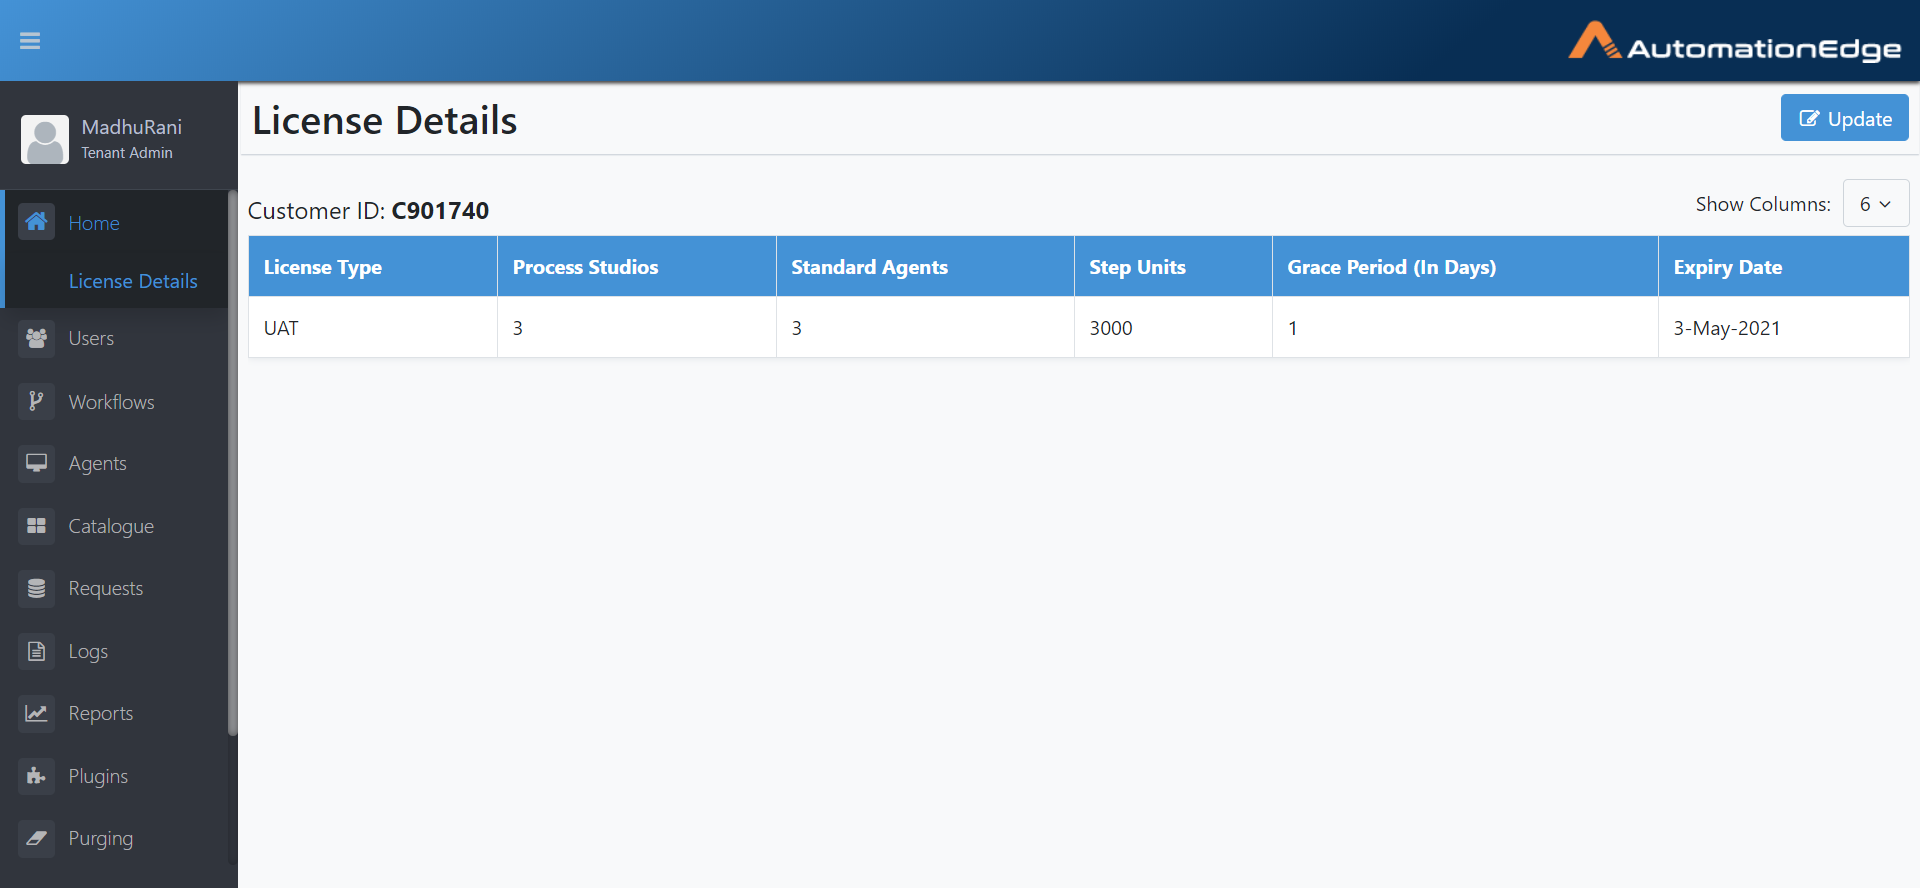 AutomationEdge
MadhuRani
Tenant Admin
Home
License Details
Users
Workflows
Agents
Catalogue
Requests
Logs
Reports
Plugins
Purging
License Details
Update
Customer ID: C901740
Show Columns: 6
License Type Process Studios Standard Agents Step Units Grace Period (In Days) Expiry Date
UAT 3 3 3000 1 3-May-2021